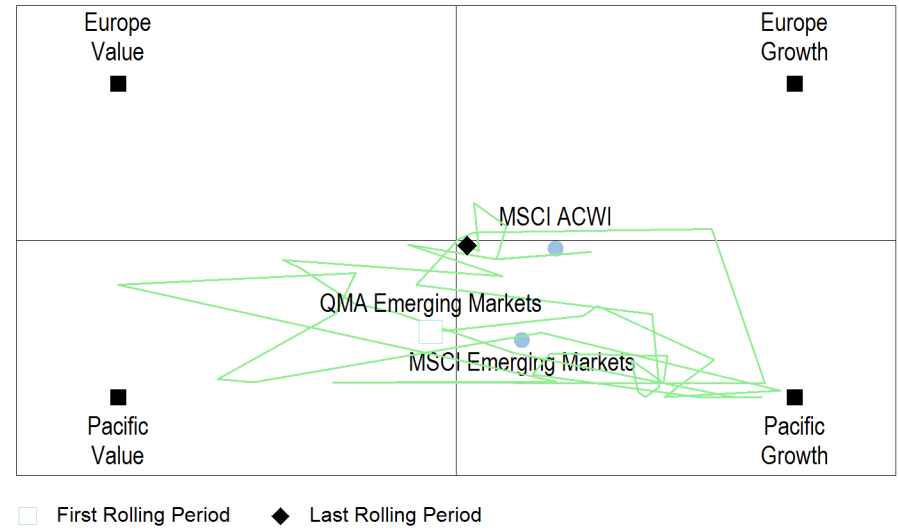 Europe
Value
Europe
Growth
MSCI ACWI
QMA Emerging Markets
MSCI Emerging Markets
Pacific
Value
Pacific
Growth
First Rolling Period
Last Rolling Period